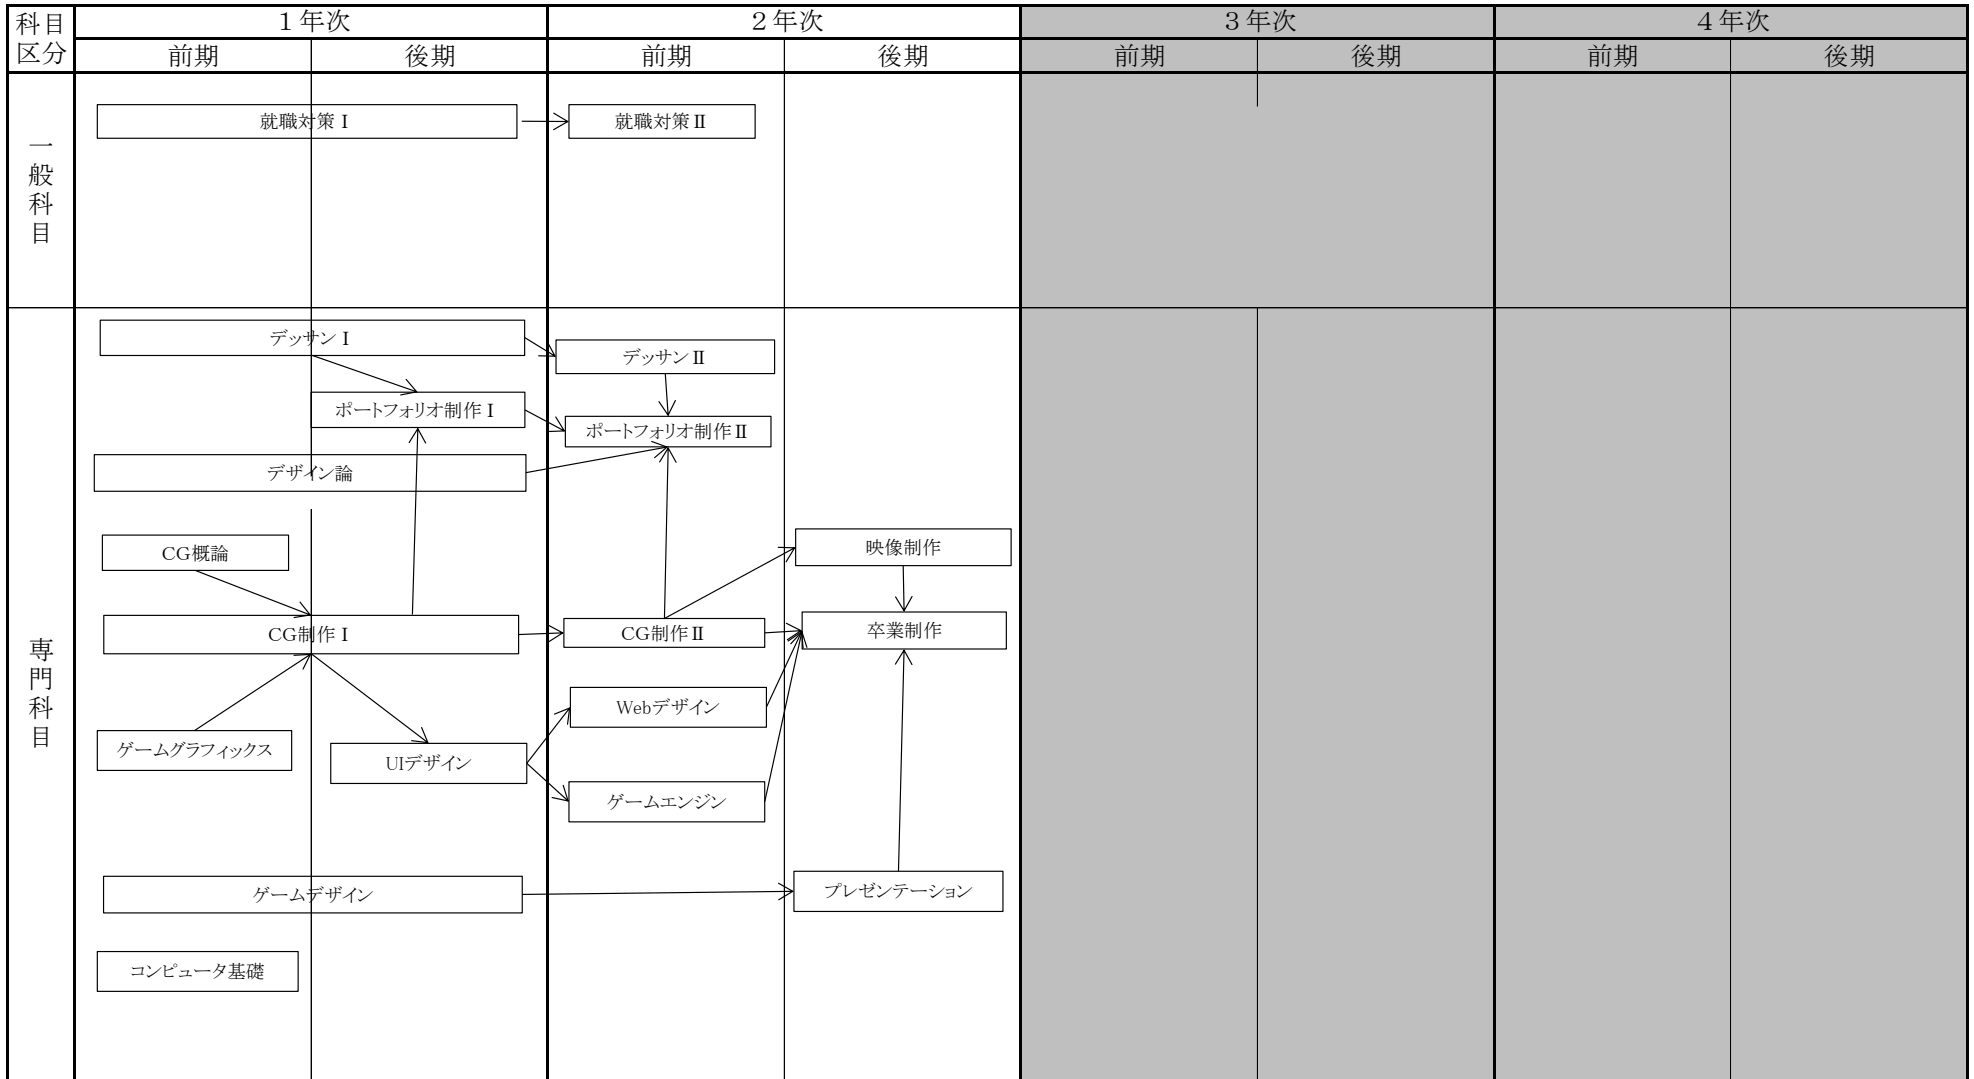 科目
区分
１年次
２年次
３年次
４年次
前期
後期
前期
後期
前期
後期
前期
後期
一般科目
就職対策Ⅰ
就職対策Ⅱ
専門科目
デッサンⅠ
デッサンⅡ
ポートフォリオ制作Ⅰ
ポートフォリオ制作Ⅱ
デザイン論
CG概論
映像制作
CG制作Ⅰ
CG制作Ⅱ
卒業制作
Webデザイン
ゲームグラフィックス
UIデザイン
ゲームエンジン
ゲームデザイン
プレゼンテーション
コンピュータ基礎